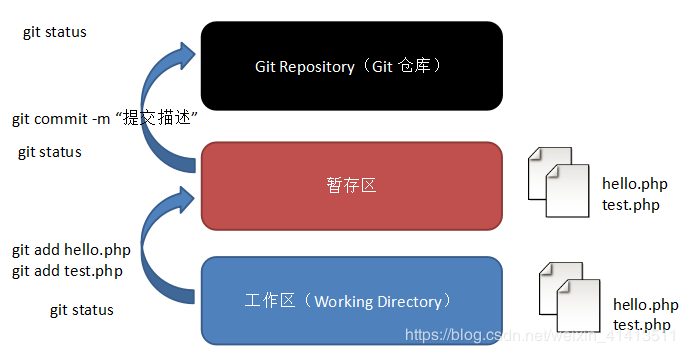 git status
Git Repository（Git 仓库）
git commit -m “提交描述”
git status
暂存区
hello.php
test.php
git add hello.php
git add test.php
git status
工作区（Working Directory）
hello.php
test.php
https://blog.csdn.net/weixin_41413511